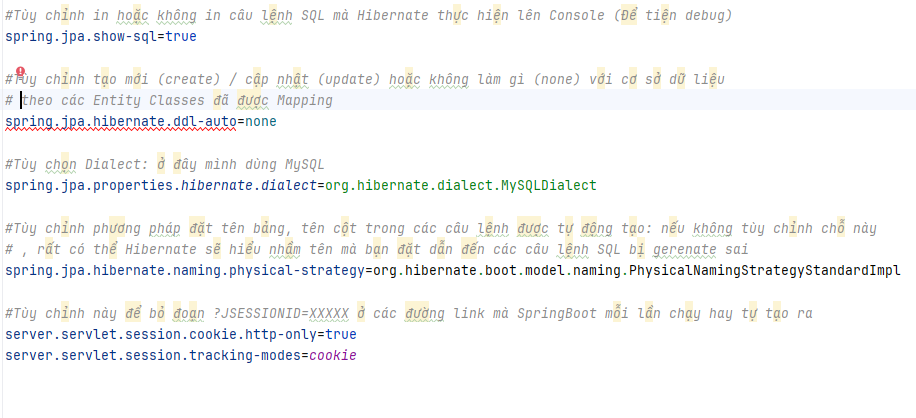 #Tùy chỉnh in hoặc không in câu lệnh SQL mà Hibernate thực hiện lên Console (Để tiện debug)
spring.jpa.show-sql=true
#Tùy chỉnh tạo mới (create) / cập nhật (update) hoặc không làm gì (none) với cơ sở dữ liệu
# theo các Entity Classes đã được Mapping
spring.jpa.hibernate.ddl-auto=none
#Tùy chọn Dialect: ở đây mình dùng MySQL
spring.jpa.properties.hibernate.dialect=org.hibernate.dialect.MySQLDialect
#Tùy chỉnh phương pháp đặt tên bảng, tên cột trong các câu lệnh được tự động tạo: nếu không tùy chỉnh chỗ này
# , rất có thể Hibernate sẽ hiểu nhầm tên mà bạn đặt dẫn đến các câu lệnh SQL bị gerenate sai
spring.jpa.hibernate.naming.physical-strategy=org.hibernate.boot.model.naming.PhysicalNamingStrategyStandardImpl
#Tùy chỉnh này để bỏ đoạn ?JSESSIONID=XXXXX ở các đường link mà SpringBoot mỗi lần chạy hay tự tạo ra
server.servlet.session.cookie.http-only=true
server.servlet.session.tracking-modes=cookie